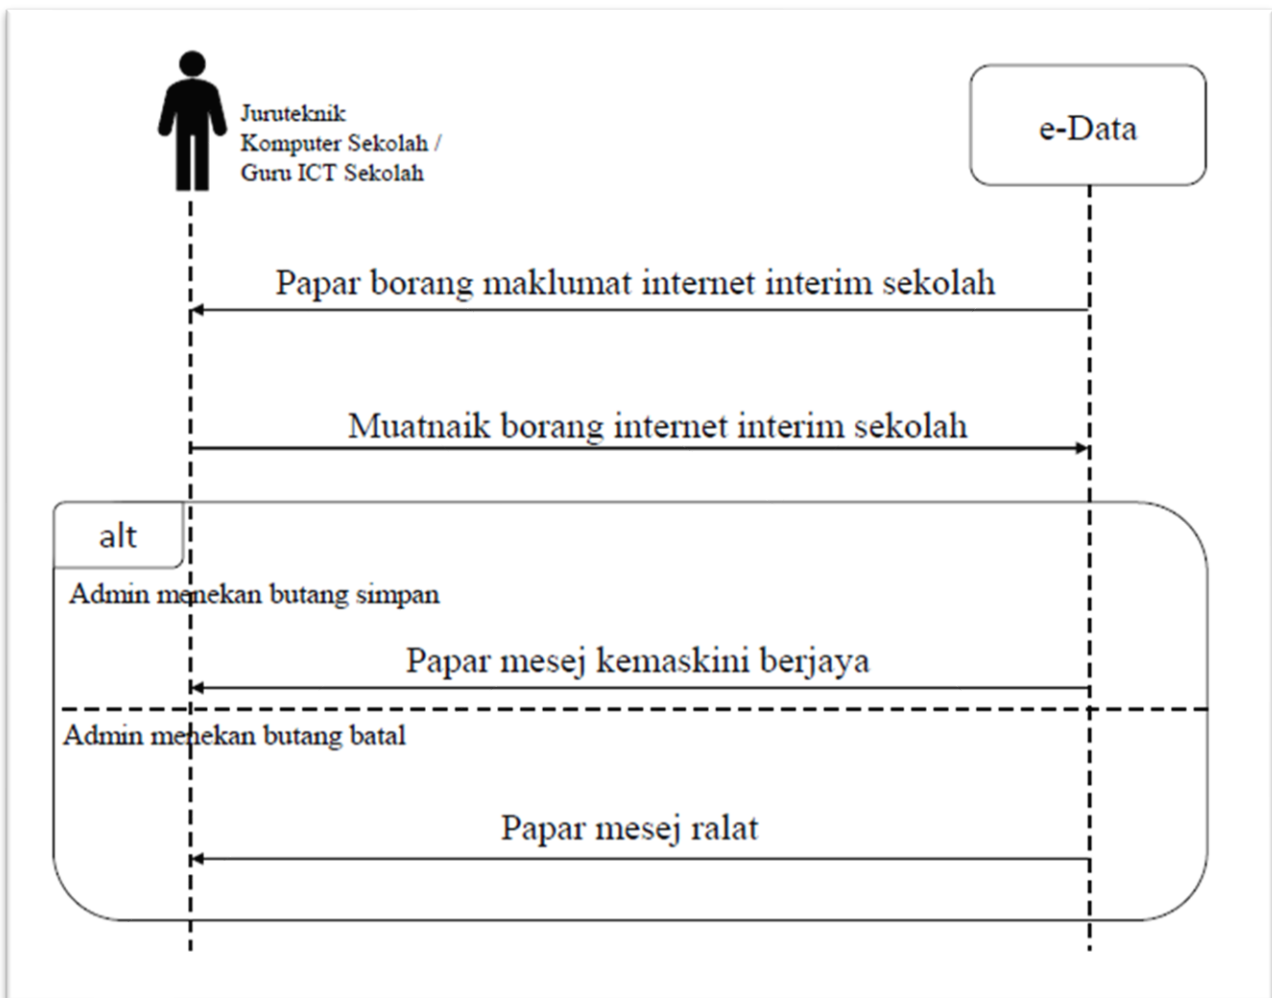 Juruteknik
Komputer Sekolah /
Guru ICT Sekolah
e-Data
Papar borang maklumat internet interim sekolah
Muatnaik borang internet interim sekolah
alt
Admin menekan butang simpan
Papar mesej kemaskini berjaya
Admin menekan butang batal
Papar mesej ralat